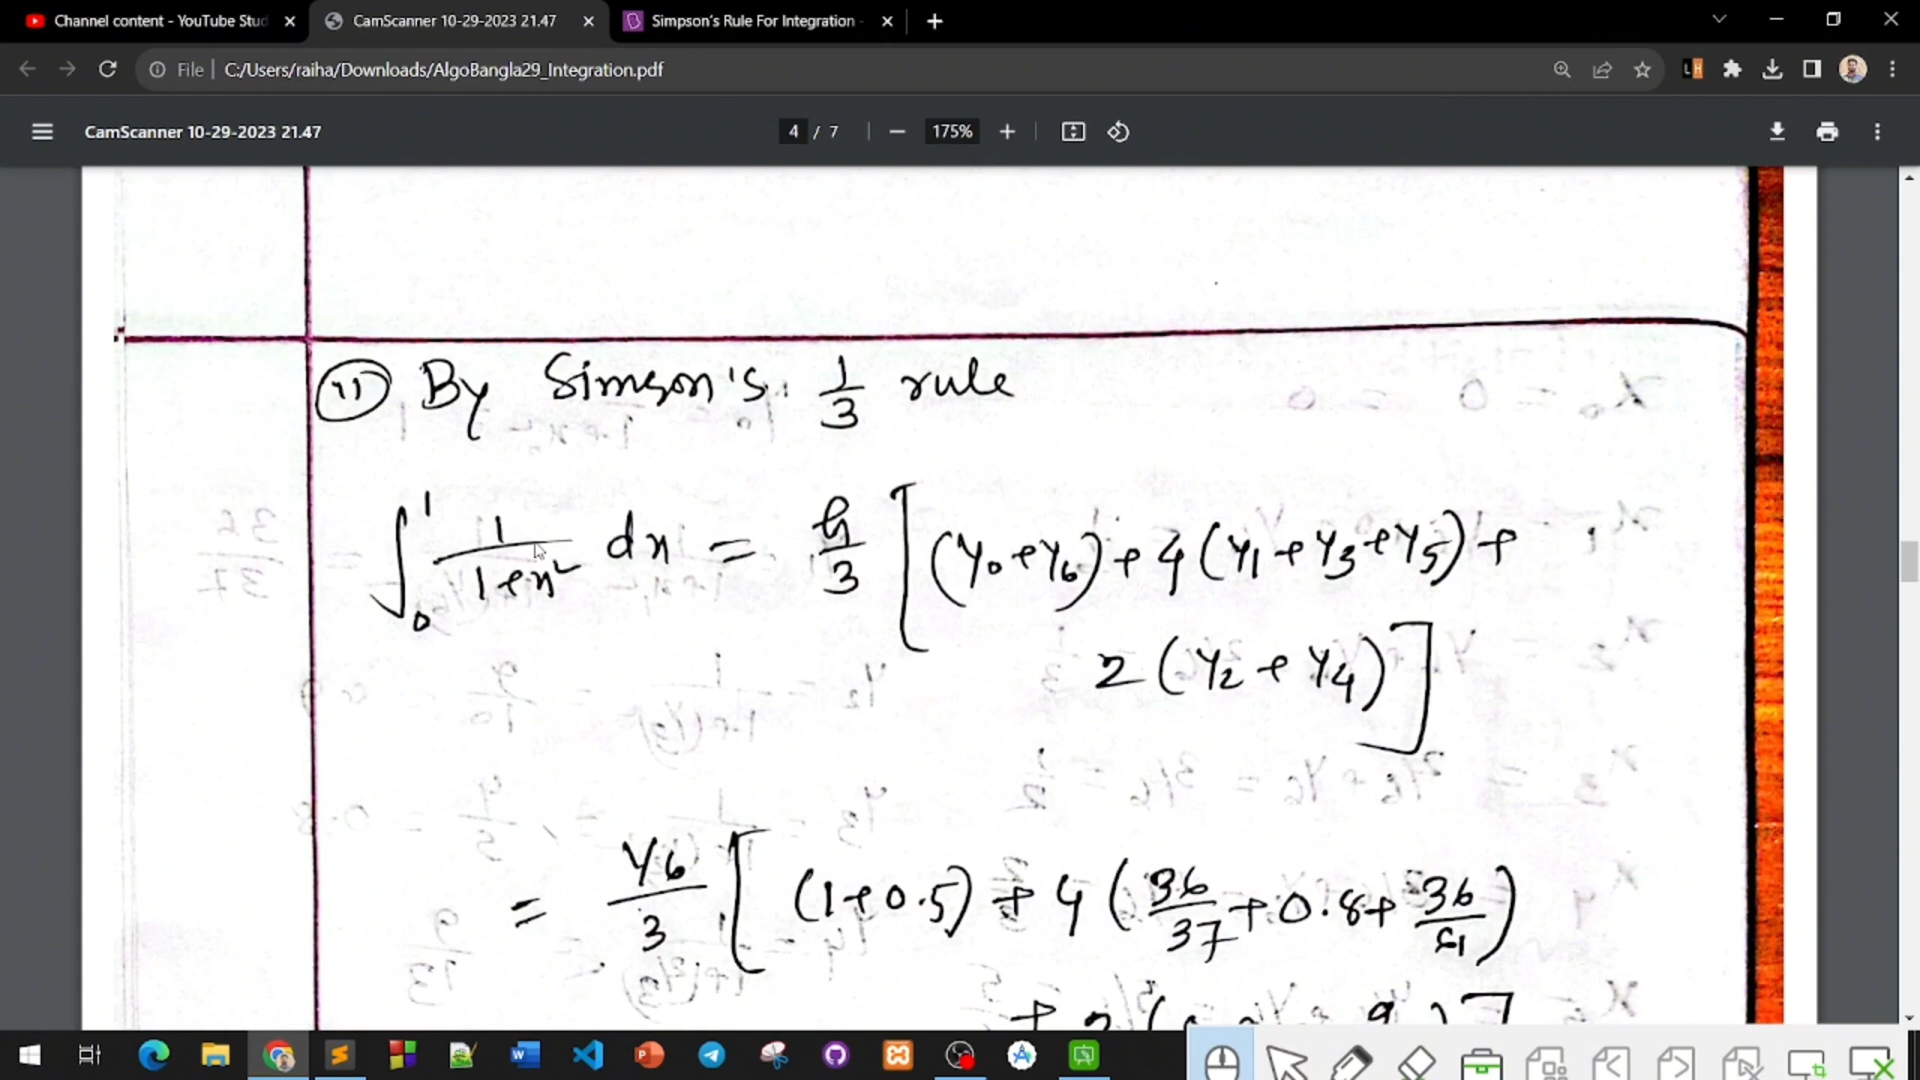 Channel content - YouTube Stud
CamScanner 10-29-2023 21.47
Simpson's Rule For Integration -
File
C:/Users/raiha/Downloads/AlgoBangla29_Integration.pdf
LH
CamScanner 10-29-2023 21.47
4 / 7
175%
11 By Simson's 1/3 rule
∫₀¹ 1/(1+x²) dx = h/3 [(y₀+y₆) + 4(y₁+y₃+y₅) +
2(y₂+y₄)]
= 1/6 / 3 [(1+0.5) + 4(36/37 + 0.8 + 36/61)